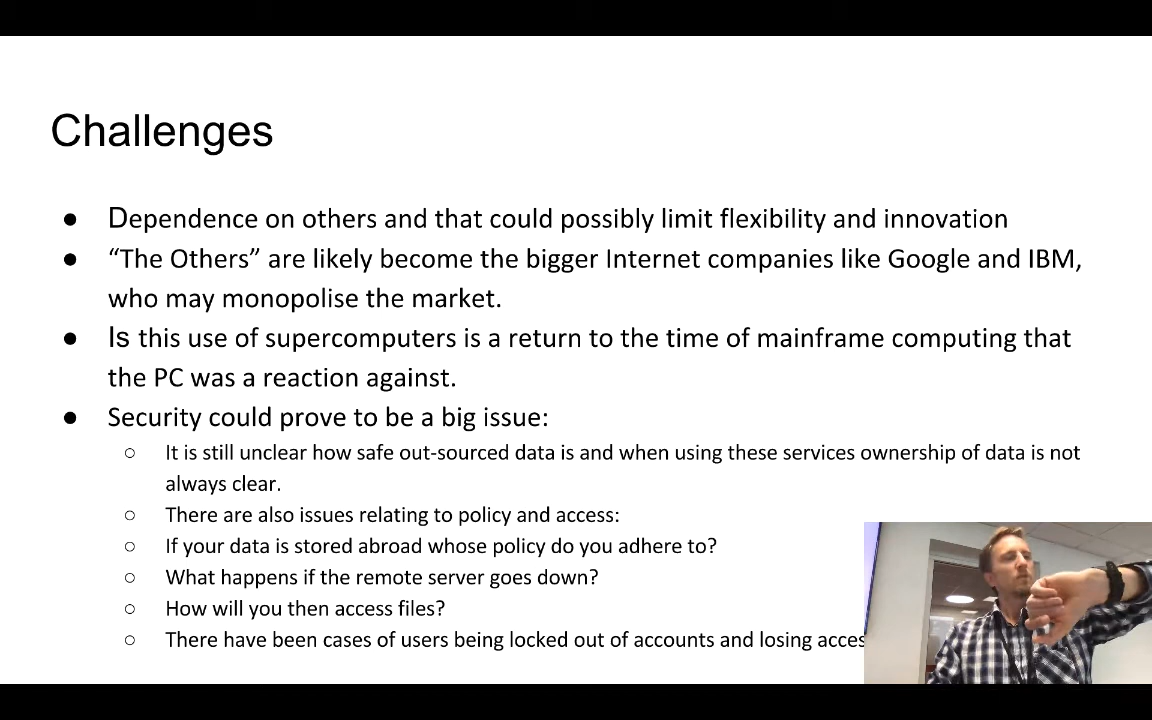 Challenges
● Dependence on others and that could possibly limit flexibility and innovation
● “The Others” are likely become the bigger Internet companies like Google and IBM,
who may monopolise the market.
● Is this use of supercomputers is a return to the time of mainframe computing that
the PC was a reaction against.
● Security could prove to be a big issue:
○ It is still unclear how safe out-sourced data is and when using these services ownership of data is not
always clear.
○ There are also issues relating to policy and access:
○ If your data is stored abroad whose policy do you adhere to?
○ What happens if the remote server goes down?
○ How will you then access files?
○ There have been cases of users being locked out of accounts and losing